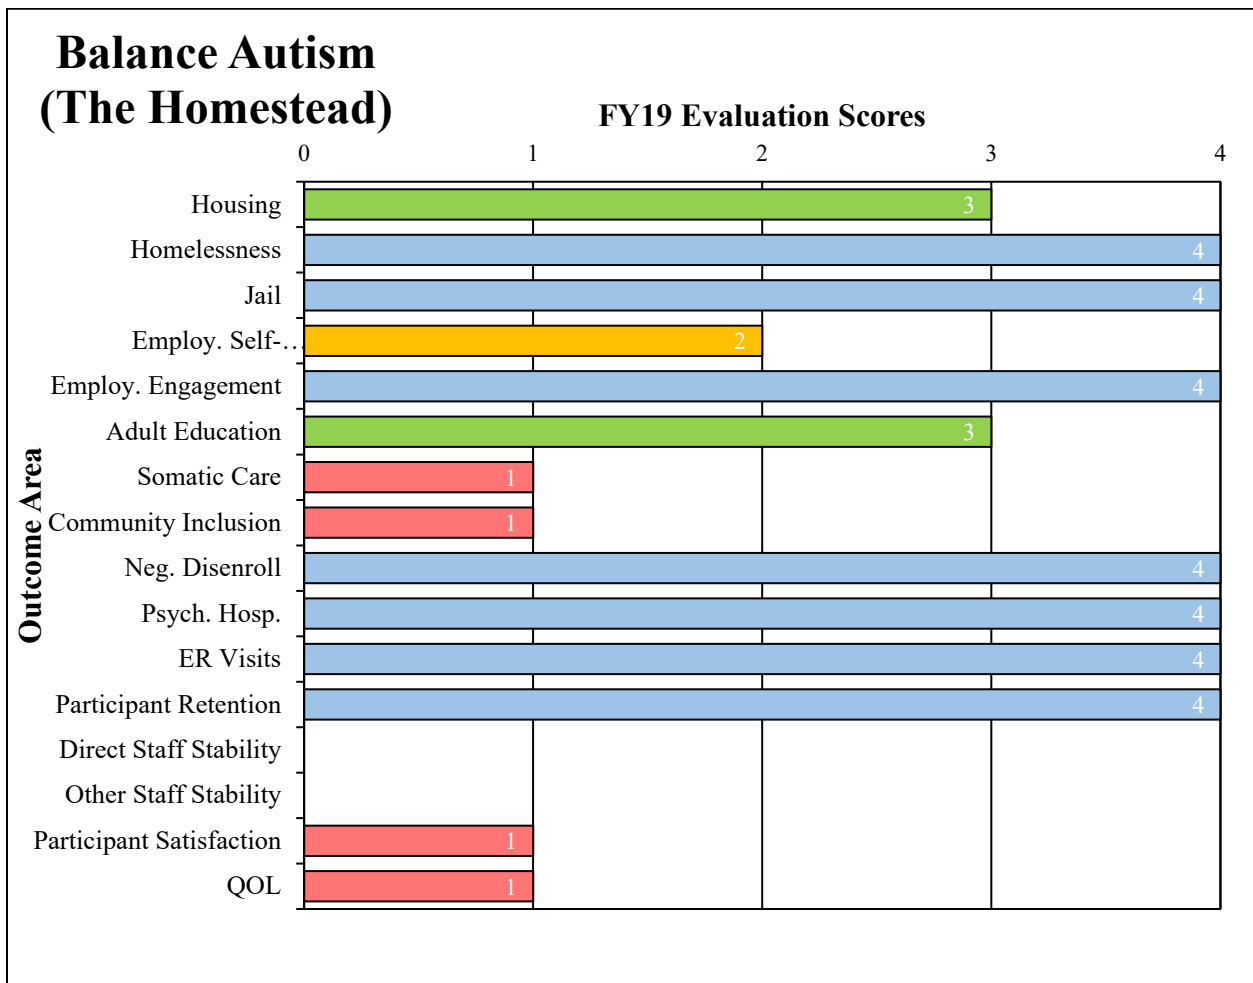 Balance Autism
(The Homestead)
FY19 Evaluation Scores
0 1 2 3 4
Outcome Area
Housing 3
Homelessness 4
Jail 4
Employ. Self-… 2
Employ. Engagement 4
Adult Education 3
Somatic Care 1
Community Inclusion 1
Neg. Disenroll 4
Psych. Hosp. 4
ER Visits 4
Participant Retention 4
Direct Staff Stability
Other Staff Stability
Participant Satisfaction 1
QOL 1